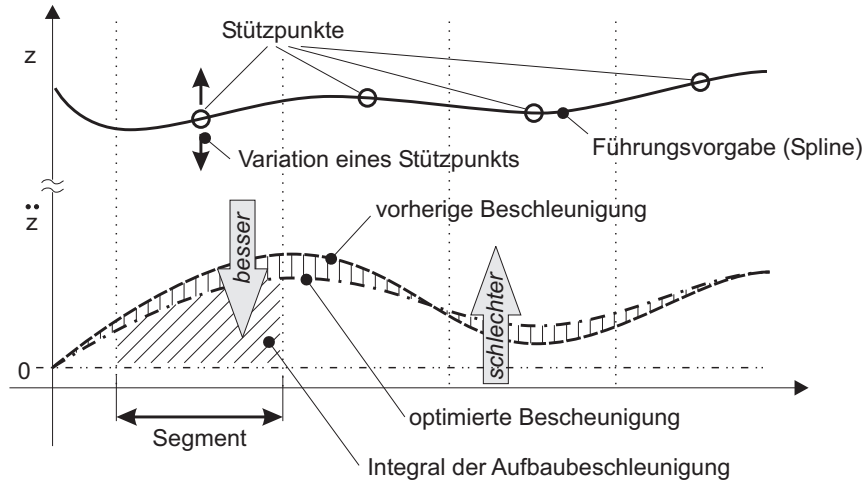 Stützpunkte
z
Führungsvorgabe (Spline)
Variation eines Stützpunkts
z̈
vorherige Beschleunigung
besser
schlechter
0
optimierte Bescheunigung
Segment
Integral der Aufbaubeschleunigung